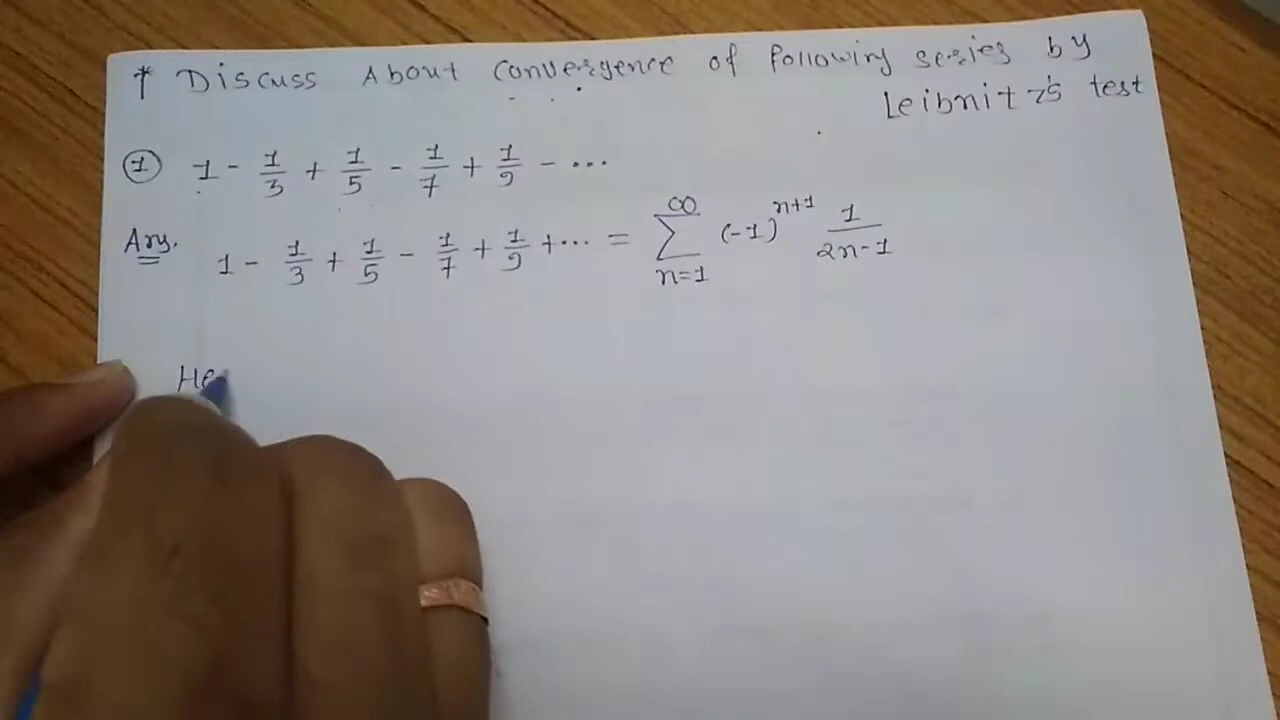 * Discuss About convergence of following series by
Leibnitz's test
① 1 - 1/3 + 1/5 - 1/7 + 1/9 - ...
Ans. 1 - 1/3 + 1/5 - 1/7 + 1/9 + ... = ∑_{n=1}^{∞} (-1)^{n+1} 1/(2n-1)
He